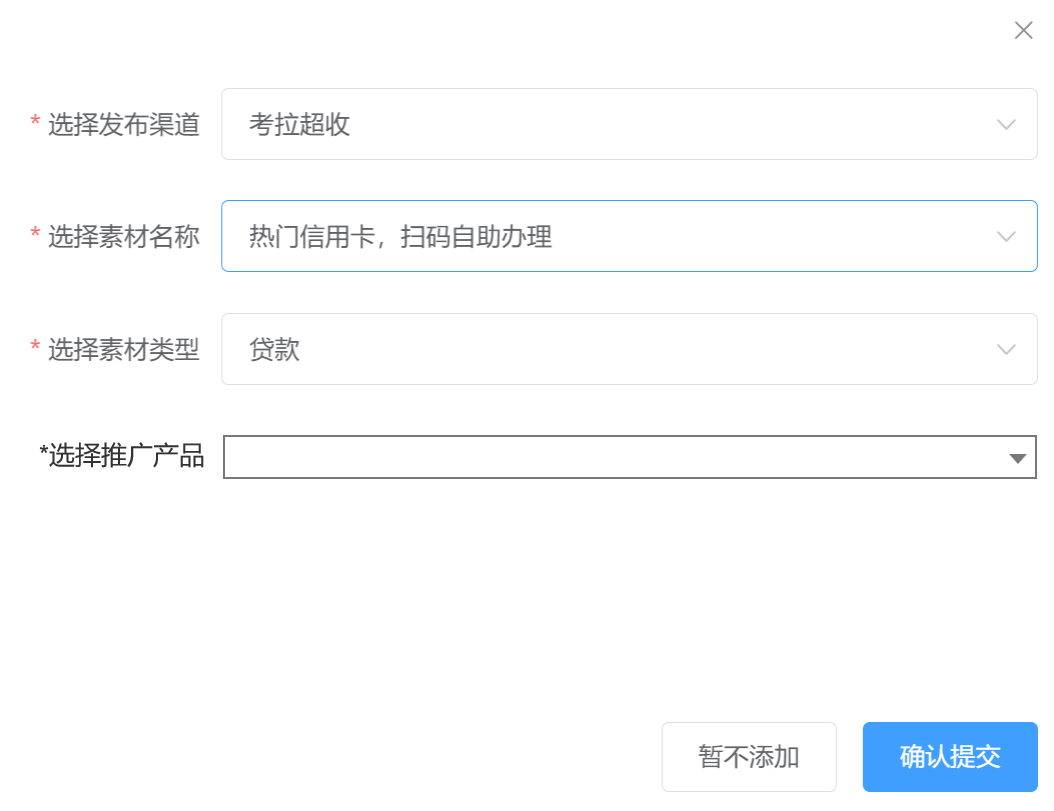 * 选择发布渠道 考拉超收
* 选择素材名称 热门信用卡，扫码自助办理
* 选择素材类型 贷款
*选择推广产品
暂不添加 确认提交